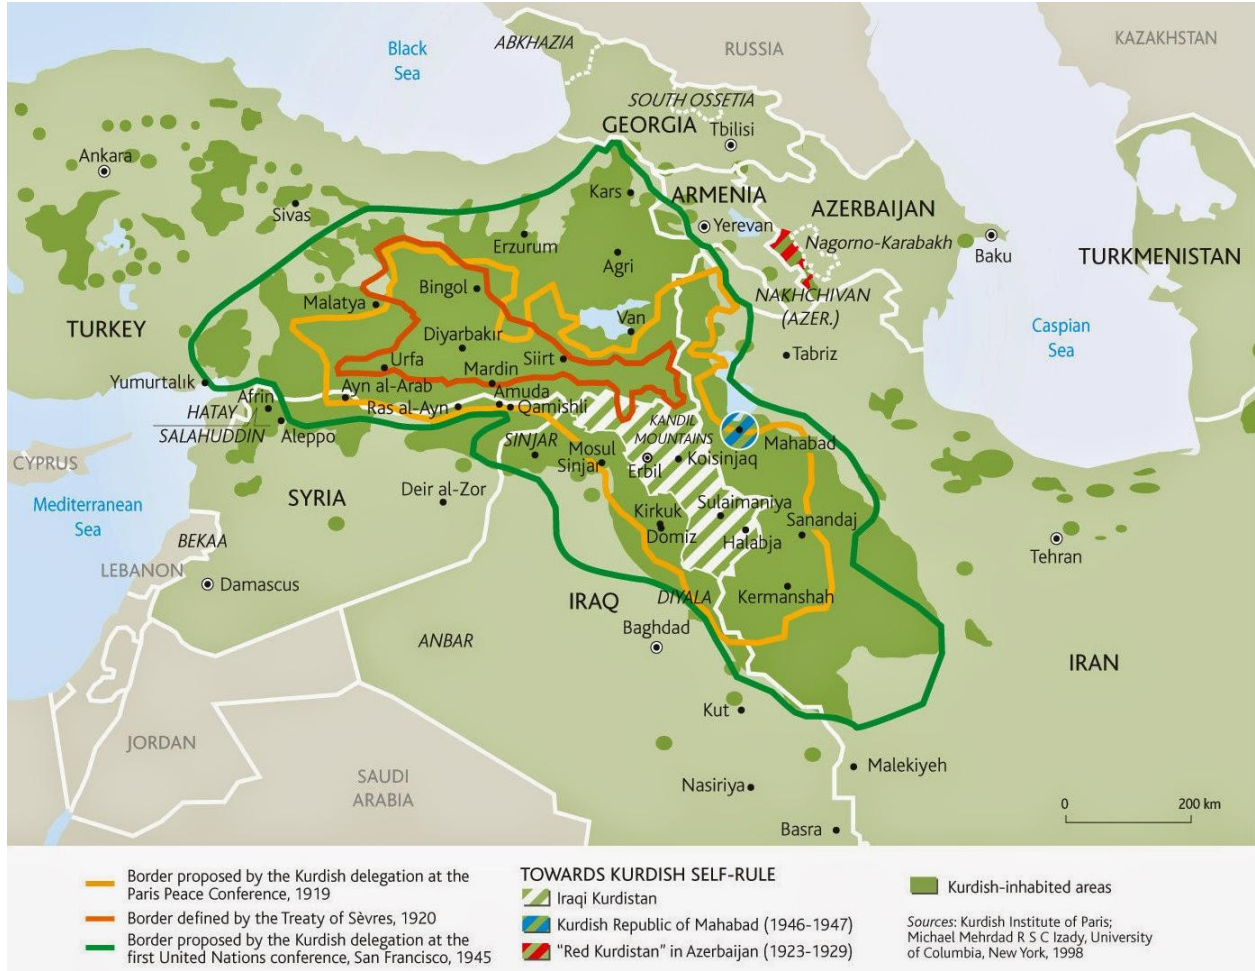 ABKHAZIA
RUSSIA
KAZAKHSTAN
Black
Sea
SOUTH OSSETIA
GEORGIA
Tbilisi
Ankara
Sivas
Kars
ARMENIA
Yerevan
AZERBAIJAN
Nagorno-Karabakh
Baku
TURKMENISTAN
Erzurum
Agri
Bingol
Malatya
NAKHCHIVAN
(AZER.)
TURKEY
Van
Diyarbakır
Caspian
Sea
Tabriz
Urfa
Siirt
Mardin
Yumurtalık
Ayn al-Arab
Amuda
Afrin
Ras al-Ayn
Qamishli
HATAY
SALAHUDDIN
Aleppo
KANDIL
MOUNTAINS
Mahabad
SINJAR
Mosul
Sinjar
Erbil
Koisinjaq
CYPRUS
SYRIA
Deir al-Zor
Mediterranean
Sea
Kirkuk
Domiz
Sulaimaniya
Sanandaj
Halabja
Tehran
BEKAA
LEBANON
Damascus
IRAQ
DIYALA
Kermanshah
Baghdad
ANBAR
IRAN
Kut
JORDAN
SAUDI
ARABIA
Malekiyeh
Nasiriya
Basra
0 200 km
Border proposed by the Kurdish delegation at the
Paris Peace Conference, 1919
Border defined by the Treaty of Sèvres, 1920
Border proposed by the Kurdish delegation at the
first United Nations conference, San Francisco, 1945
TOWARDS KURDISH SELF-RULE
Iraqi Kurdistan
Kurdish Republic of Mahabad (1946-1947)
“Red Kurdistan” in Azerbaijan (1923-1929)
Kurdish-inhabited areas
Sources: Kurdish Institute of Paris;
Michael Mehrdad R S C Izady, University
of Columbia, New York, 1998